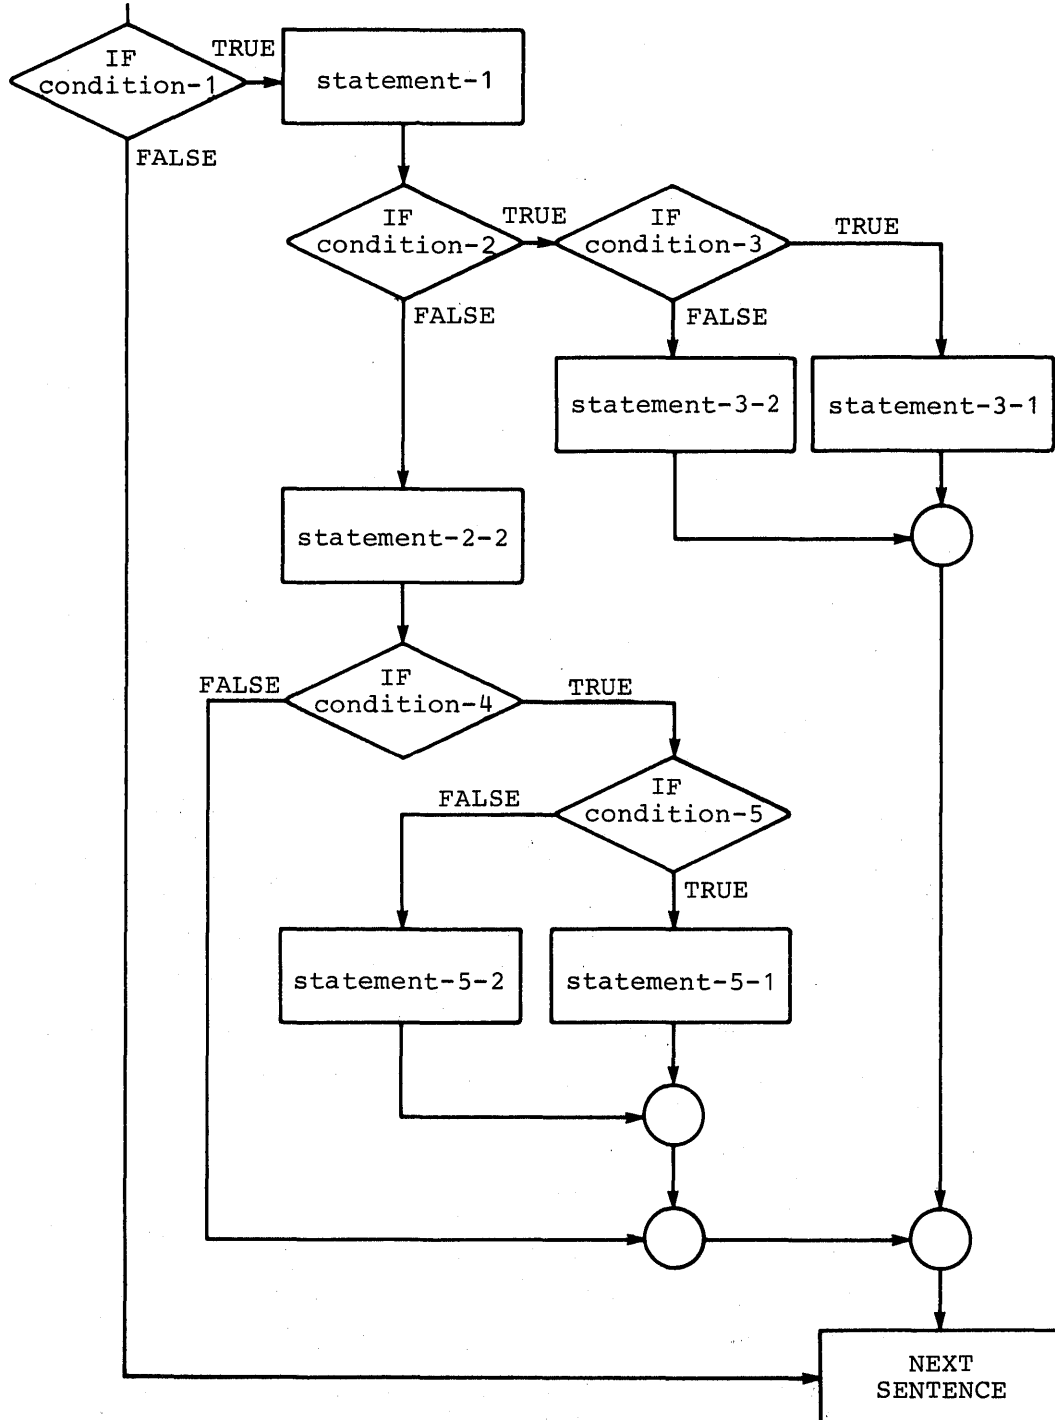 IF
condition-1
TRUE
statement-1
FALSE
IF
condition-2
TRUE
IF
condition-3
TRUE
FALSE
FALSE
statement-3-2
statement-3-1
statement-2-2
IF
condition-4
FALSE
TRUE
IF
condition-5
FALSE
TRUE
statement-5-2
statement-5-1
NEXT
SENTENCE